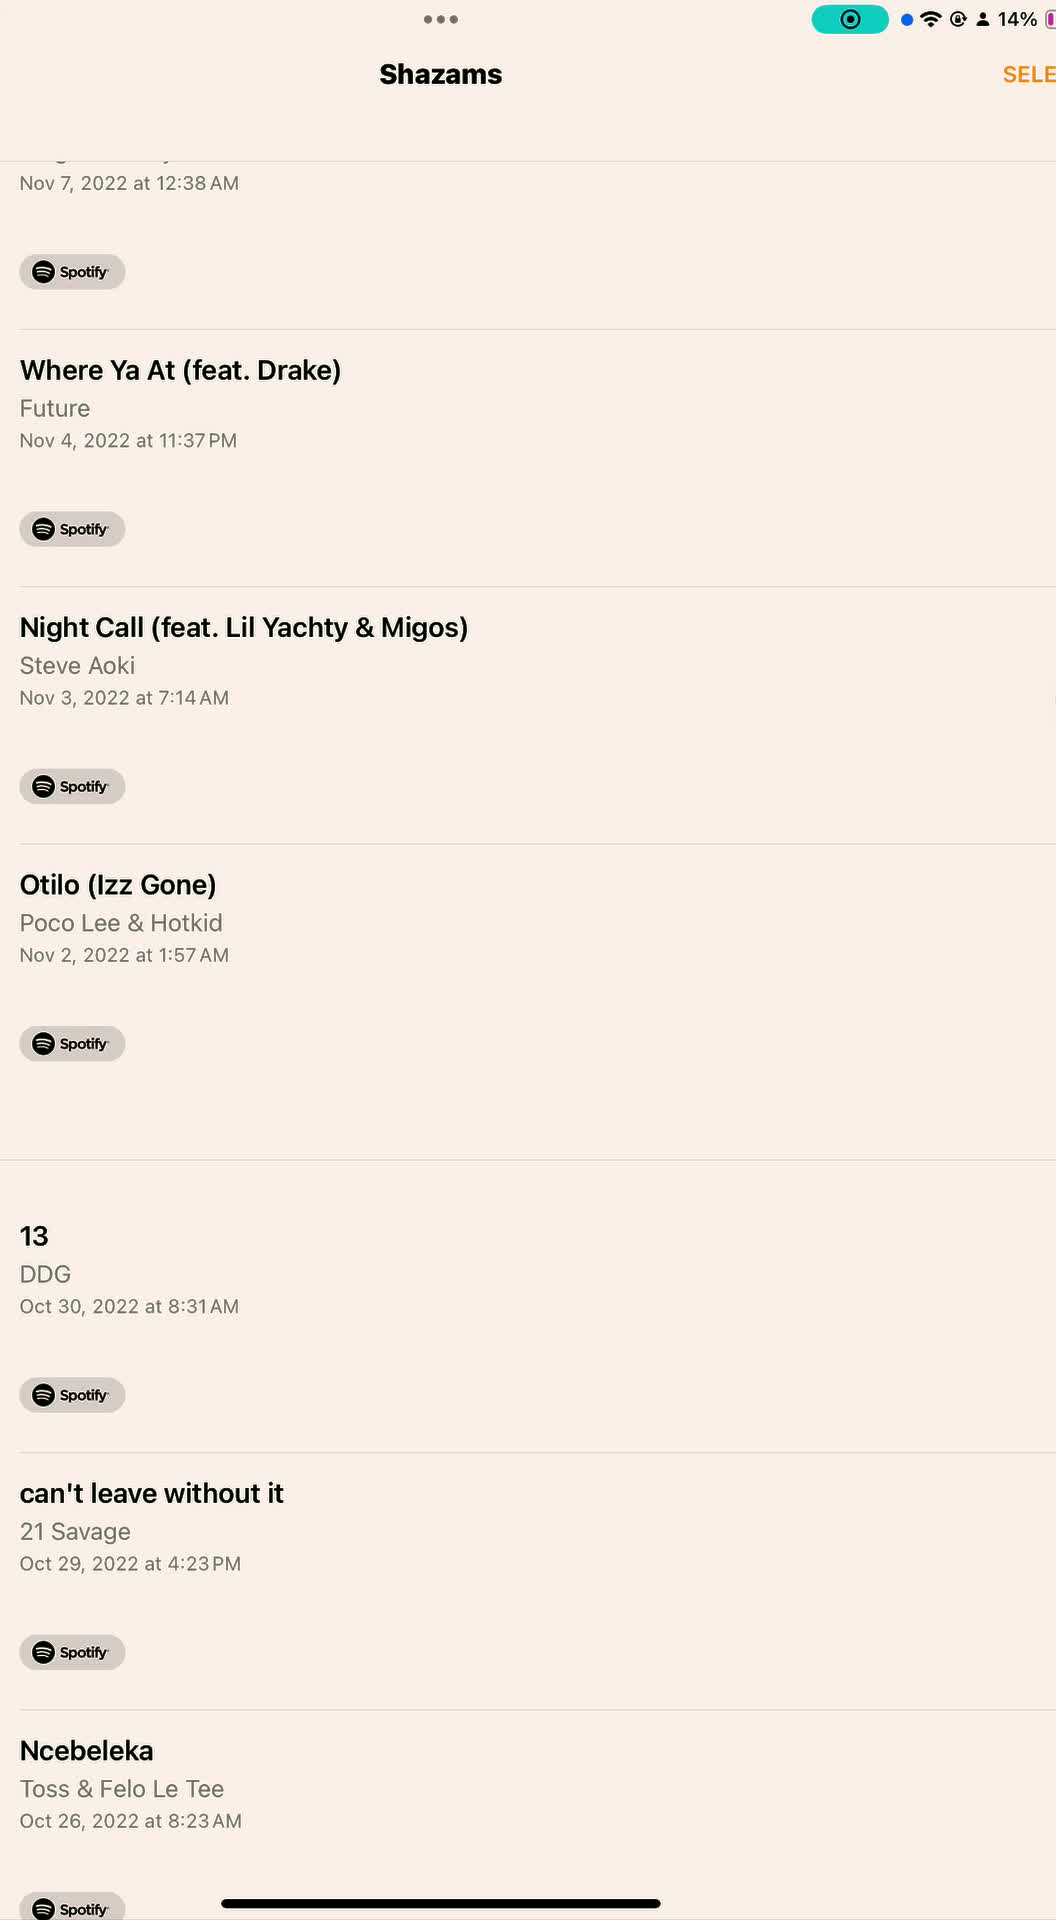 14%
Shazams
SELE
Nov 7, 2022 at 12:38 AM
Spotify
Where Ya At (feat. Drake)
Future
Nov 4, 2022 at 11:37 PM
Spotify
Night Call (feat. Lil Yachty & Migos)
Steve Aoki
Nov 3, 2022 at 7:14 AM
Spotify
Otilo (Izz Gone)
Poco Lee & Hotkid
Nov 2, 2022 at 1:57 AM
Spotify
13
DDG
Oct 30, 2022 at 8:31 AM
Spotify
can't leave without it
21 Savage
Oct 29, 2022 at 4:23 PM
Spotify
Ncebeleka
Toss & Felo Le Tee
Oct 26, 2022 at 8:23 AM
Spotify